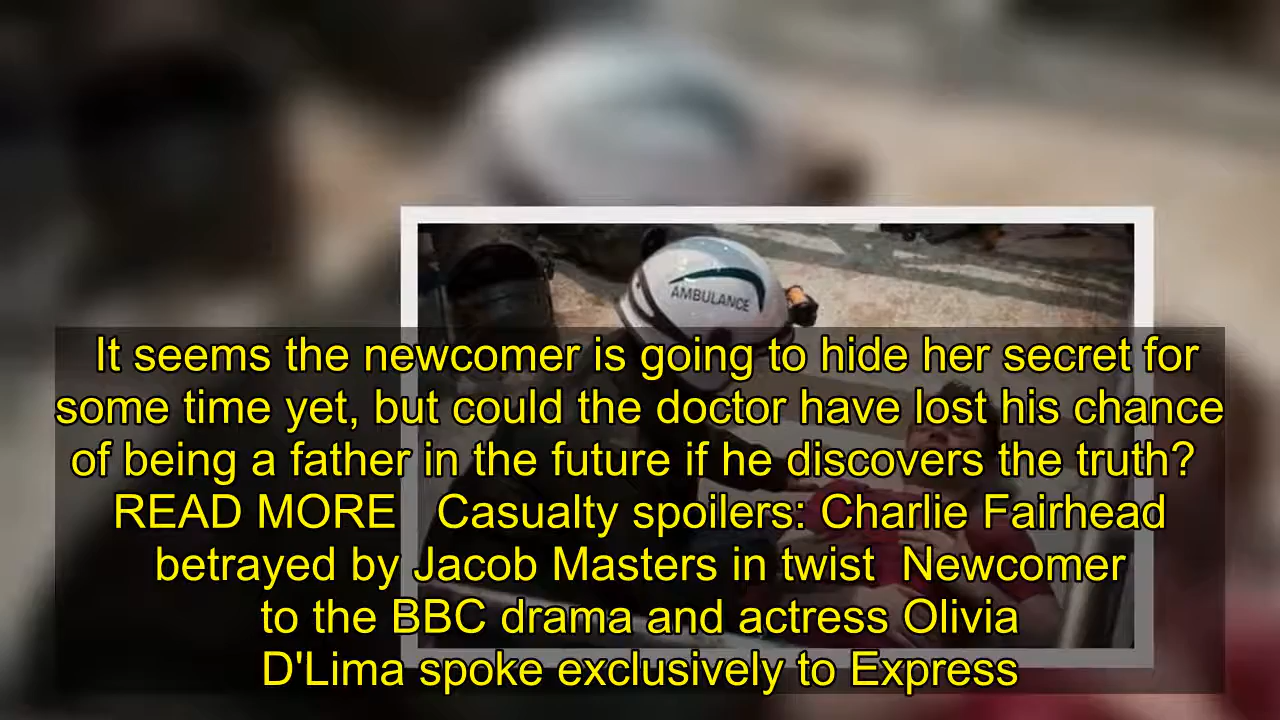 AMBULANCE
It seems the newcomer is going to hide her secret for
some time yet, but could the doctor have lost his chance
of being a father in the future if he discovers the truth?
READ MORE   Casualty spoilers: Charlie Fairhead
betrayed by Jacob Masters in twist  Newcomer
to the BBC drama and actress Olivia
D'Lima spoke exclusively to Express